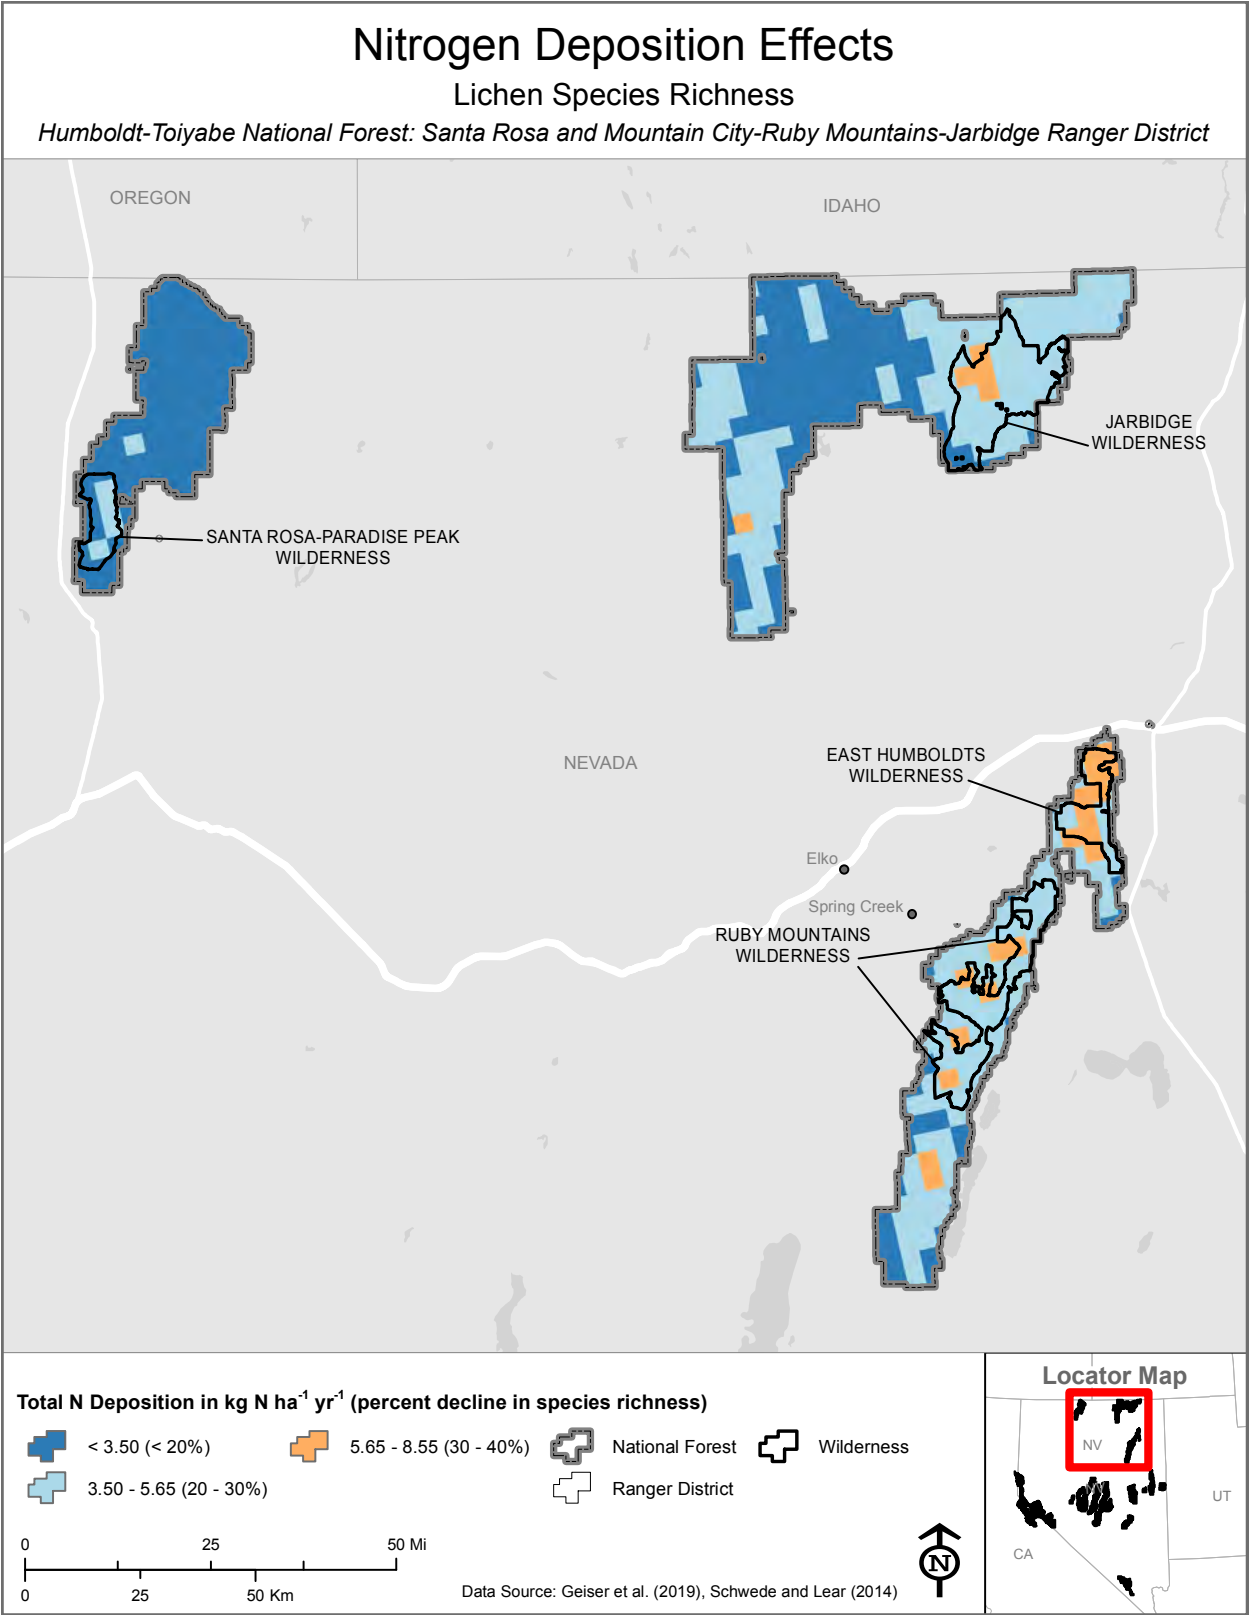 Nitrogen Deposition Effects
Lichen Species Richness
Humboldt-Toiyabe National Forest: Santa Rosa and Mountain City-Ruby Mountains-Jarbidge Ranger District
OREGON
IDAHO
JARBIDGE
WILDERNESS
SANTA ROSA-PARADISE PEAK
WILDERNESS
NEVADA
EAST HUMBOLDTS
WILDERNESS
Elko
Spring Creek
RUBY MOUNTAINS
WILDERNESS
Total N Deposition in kg N ha⁻¹ yr⁻¹ (percent decline in species richness)
< 3.50 (< 20%)
5.65 - 8.55 (30 - 40%)
National Forest
Wilderness
3.50 - 5.65 (20 - 30%)
Ranger District
0 25 50 Mi
0 25 50 Km
N
Data Source: Geiser et al. (2019), Schwede and Lear (2014)
Locator Map
NV
UT
CA